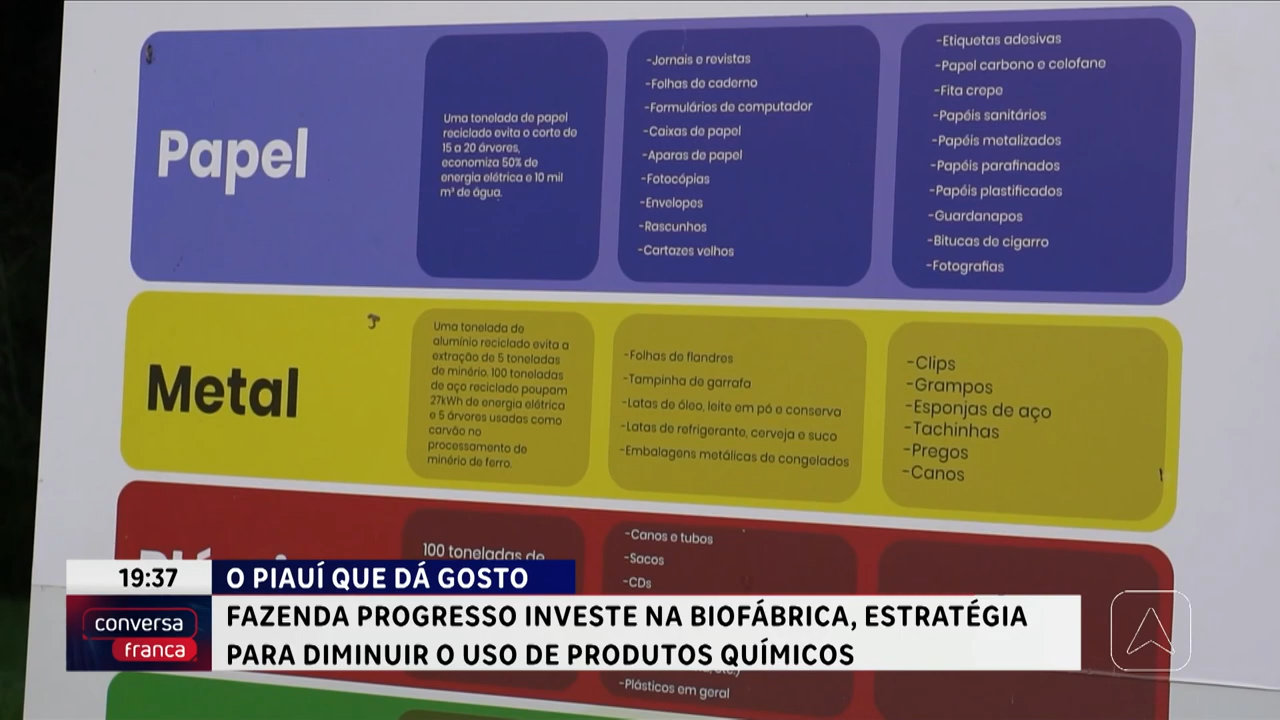 Papel
Uma tonelada de papel
reciclado evita o corte de
15 a 20 árvores,
economiza 50% de
energia elétrica e 10 mil
m³ de água.
-Jornais e revistas
-Folhas de caderno
-Formulários de computador
-Caixas de papel
-Aparas de papel
-Fotocópias
-Envelopes
-Rascunhos
-Cartazes velhos
-Etiquetas adesivas
-Papel carbono e celofane
-Fita crepe
-Papéis sanitários
-Papéis metalizados
-Papéis parafinados
-Papéis plastificados
-Guardanapos
-Bitucas de cigarro
-Fotografias
Metal
Uma tonelada de
alumínio reciclado evita a
extração de 5 toneladas
de minério. 100 toneladas
de aço reciclado poupam
27kWh de energia elétrica
e 5 árvores usadas como
carvão no
processamento de
minério de ferro.
-Folhas de flandres
-Tampinha de garrafa
-Latas de óleo, leite em pó e conserva
-Latas de refrigerante, cerveja e suco
-Embalagens metálicas de congelados
-Clips
-Grampos
-Esponjas de aço
-Tachinhas
-Pregos
-Canos
100 toneladas de
-Canos e tubos
-Sacos
-CDs
-Plásticos em geral
19:37
O PIAUÍ QUE DÁ GOSTO
conversa
franca
FAZENDA PROGRESSO INVESTE NA BIOFÁBRICA, ESTRATÉGIA
PARA DIMINUIR O USO DE PRODUTOS QUÍMICOS